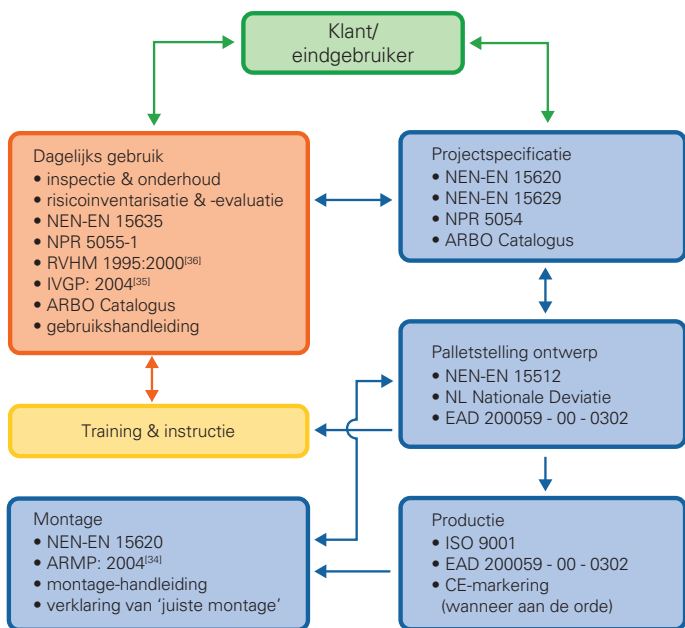 Klant/
eindgebruiker
Dagelijks gebruik
• inspectie & onderhoud
• risicoinventarisatie & -evaluatie
• NEN-EN 15635
• NPR 5055-1
• RVHM 1995:2000[36]
• IVGP: 2004[35]
• ARBO Catalogus
• gebruikshandleiding
Projectspecificatie
• NEN-EN 15620
• NEN-EN 15629
• NPR 5054
• ARBO Catalogus
Palletstelling ontwerp
• NEN-EN 15512
• NL Nationale Deviatie
• EAD 200059 - 00 - 0302
Training & instructie
Montage
• NEN-EN 15620
• ARMP: 2004[34]
• montage-handleiding
• verklaring van ‘juiste montage’
Productie
• ISO 9001
• EAD 200059 - 00 - 0302
• CE-markering
(wanneer aan de orde)